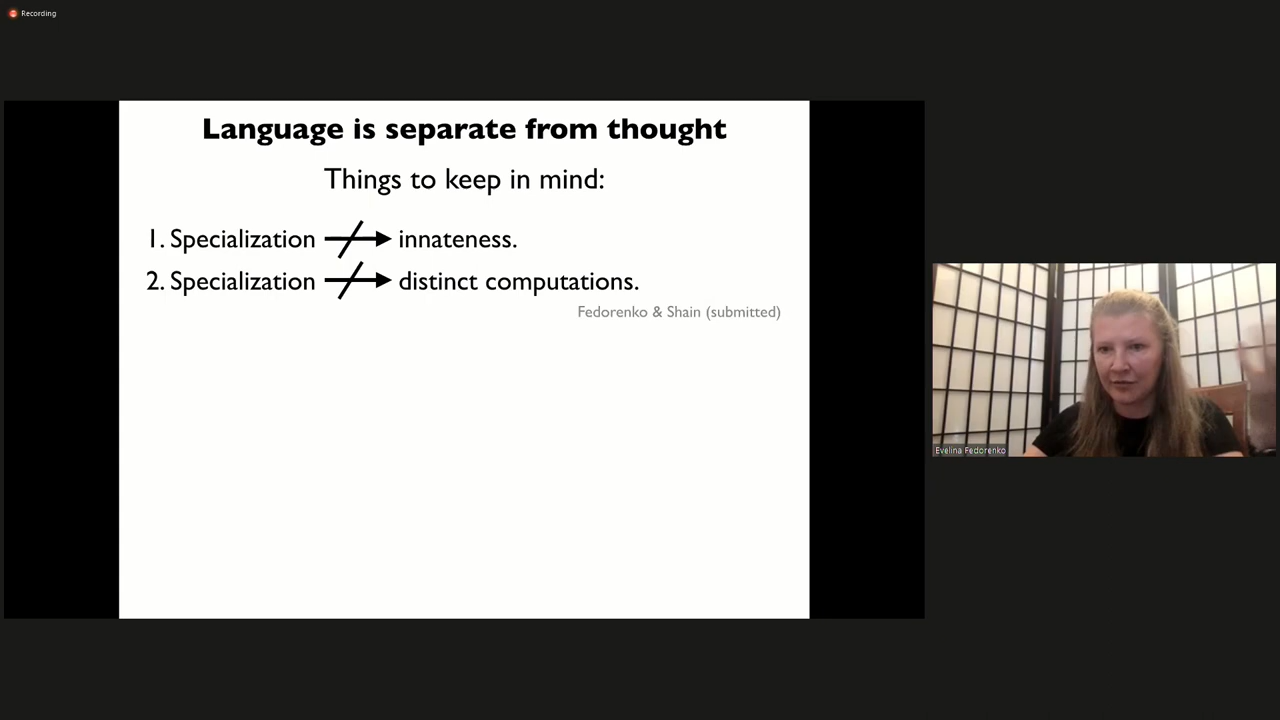 Recording
Language is separate from thought
Things to keep in mind:
1. Specialization innateness.
2. Specialization distinct computations.
Fedorenko & Shain (submitted)
Evelina Fedorenko